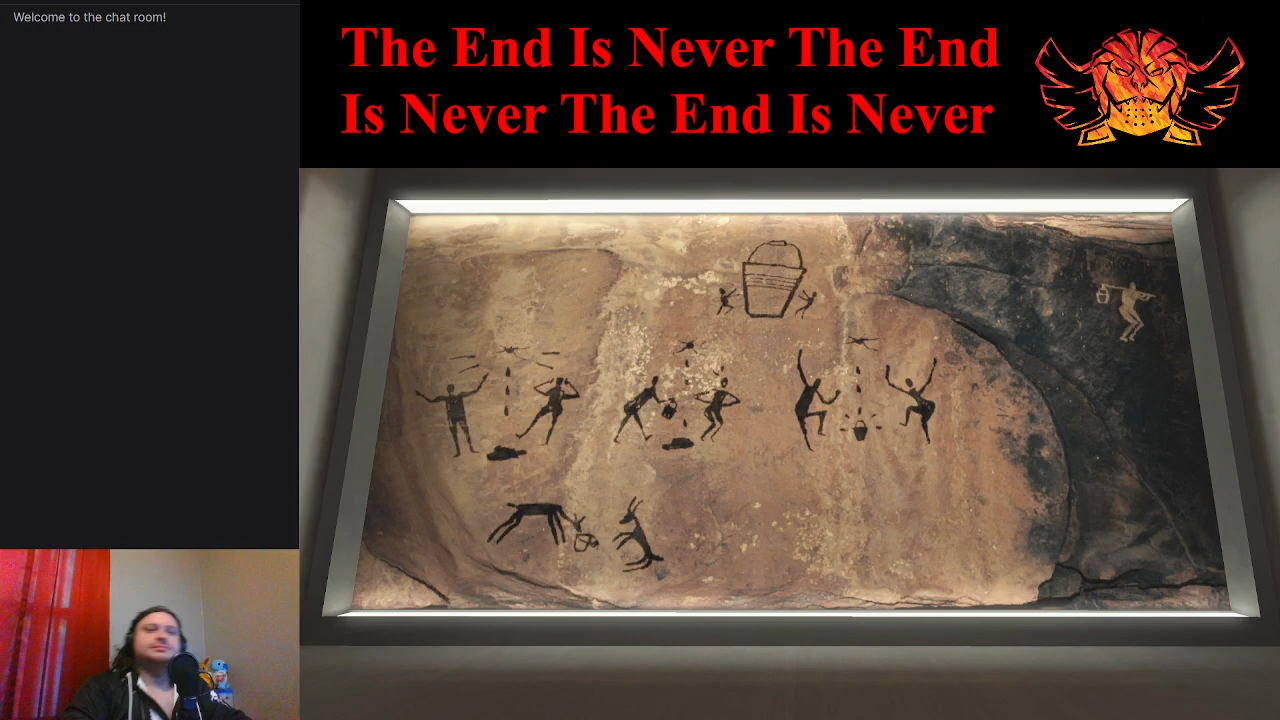 Welcome to the chat room!
The End Is Never The End
Is Never The End Is Never